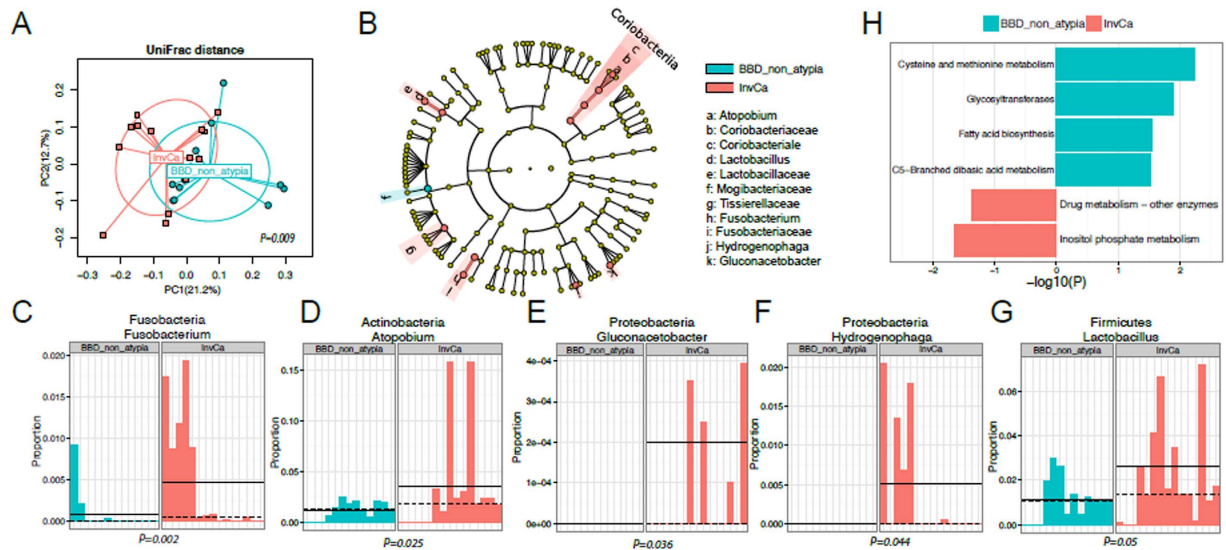 A
UniFrac distance
PC2(12.7%)
0.2
0.1
0.0
−0.1
−0.2
InvCa
BBD_non_atypia
P=0.009
−0.3
−0.2
−0.1
0.0
0.1
0.2
0.3
PC1(21.2%)
B
Coriobacteriia
c
b
a
e
d
f
g
k
BBD_non_atypia
InvCa
a: Atopobium
b: Coriobacteriaceae
c: Coriobacteriale
d: Lactobacillus
e: Lactobacillaceae
f: Mogibacteriaceae
g: Tissierellaceae
h: Fusobacterium
i: Fusobacteriaceae
j: Hydrogenophaga
k: Gluconacetobacter
H
BBD_non_atypia
InvCa
Cysteine and methionine metabolism
Glycosyltransferases
Fatty acid biosynthesis
C5−Branched dibasic acid metabolism
Drug metabolism − other enzymes
Inositol phosphate metabolism
−2
−1
0
1
2
−log10(P)
C
Fusobacteria
Fusobacterium
BBD_non_atypia
InvCa
Proportion
0.020
0.015
0.010
0.005
0.000
P=0.002
D
Actinobacteria
Atopobium
BBD_non_atypia
InvCa
Proportion
0.15
0.10
0.05
0.00
P=0.025
E
Proteobacteria
Gluconacetobacter
BBD_non_atypia
InvCa
Proportion
4e−04
3e−04
2e−04
1e−04
0e+00
P=0.036
F
Proteobacteria
Hydrogenophaga
BBD_non_atypia
InvCa
Proportion
0.020
0.015
0.010
0.005
0.000
P=0.044
G
Firmicutes
Lactobacillus
BBD_non_atypia
InvCa
Proportion
0.06
0.04
0.02
0.00
P=0.05